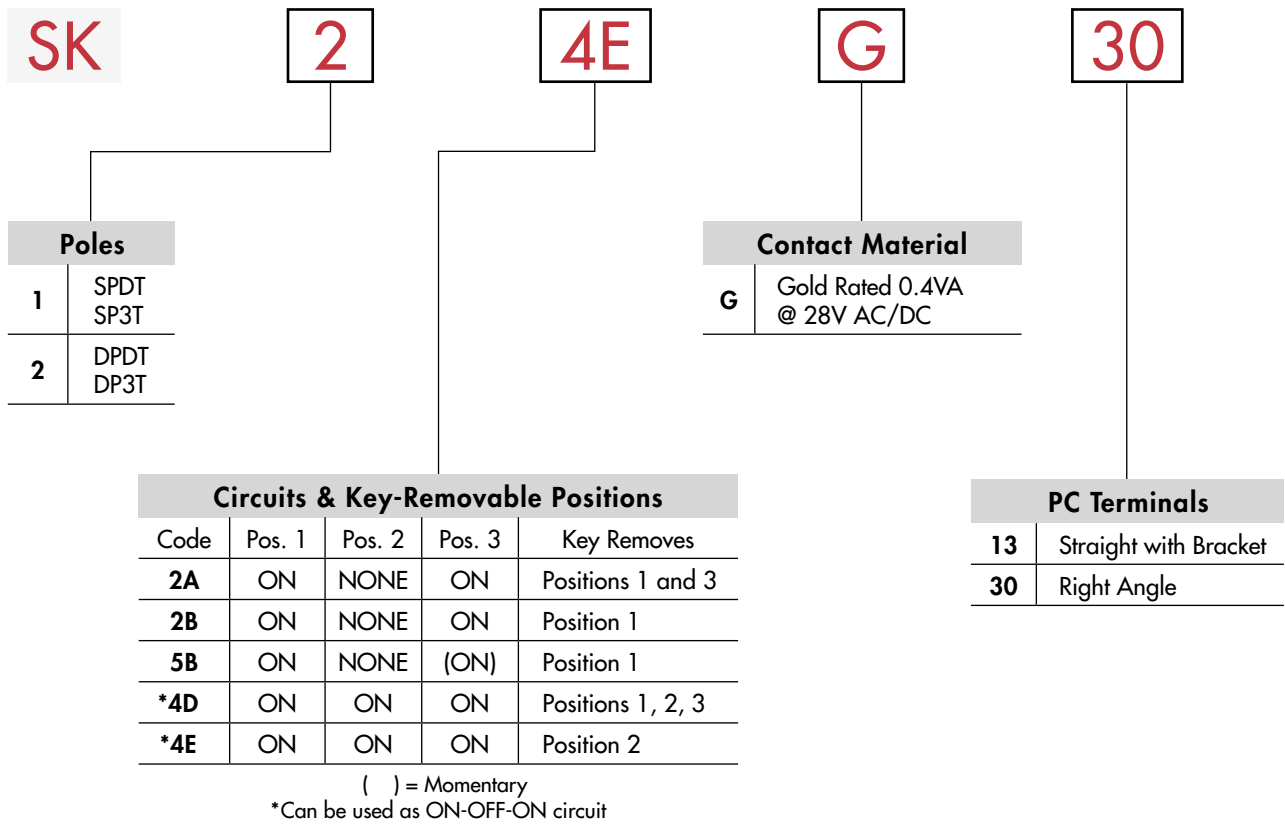 SK 2 4E G 30
Poles
1 SPDT
SP3T
2 DPDT
DP3T
Contact Material
G Gold Rated 0.4VA
@ 28V AC/DC
Circuits & Key-Removable Positions
Code Pos. 1 Pos. 2 Pos. 3 Key Removes
2A ON NONE ON Positions 1 and 3
2B ON NONE ON Position 1
5B ON NONE (ON) Position 1
*4D ON ON ON Positions 1, 2, 3
*4E ON ON ON Position 2
( ) = Momentary
*Can be used as ON-OFF-ON circuit
PC Terminals
13 Straight with Bracket
30 Right Angle